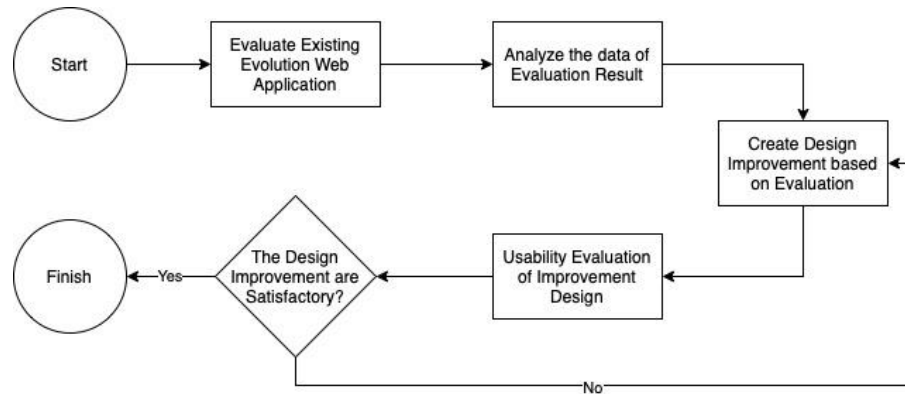 Start
Evaluate Existing
Evolution Web
Application
Analyze the data of
Evaluation Result
Create Design
Improvement based
on Evaluation
Finish
Yes
The Design
Improvement are
Satisfactory?
Usability Evaluation
of Improvement
Design
No